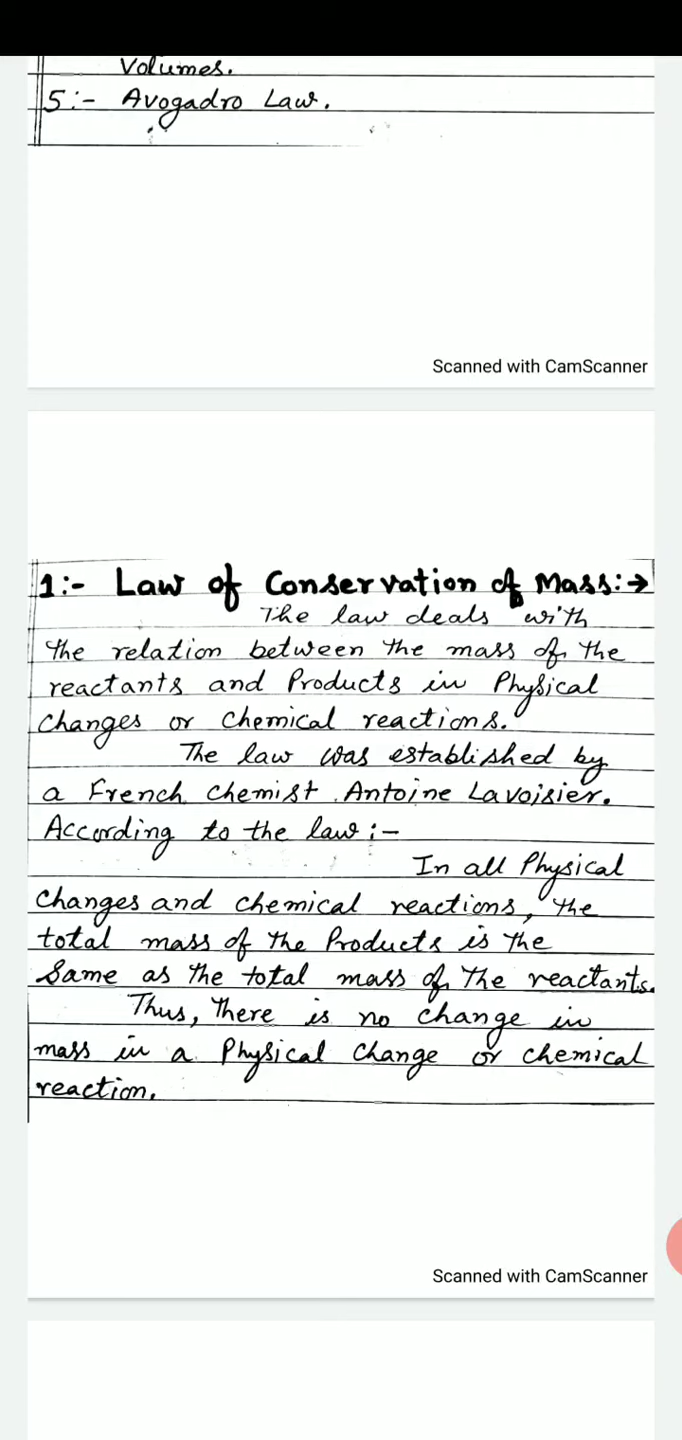 Volumes.
5:- Avogadro Law.
Scanned with CamScanner
1:- Law of Conservation of Mass:→
The law deals with
the relation between the mass of the
reactants and Products in Physical
Changes or chemical reactions.
The law was established by
a French chemist Antoine Lavoisier.
According to the law:-
In all Physical
Changes and chemical reactions, the
total mass of the Products is the
Same as the total mass of the reactants.
Thus, there is no change in
mass in a Physical Change or chemical
reaction.
Scanned with CamScanner